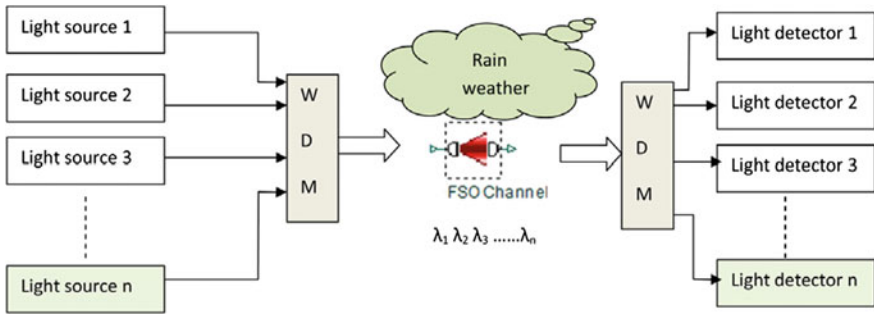 Light source 1
Light source 2
Light source 3
Light source n
W
D
M
Rain
weather
FSO Channel
λ1 λ2 λ3 ......λn
W
D
M
Light detector 1
Light detector 2
Light detector 3
Light detector n